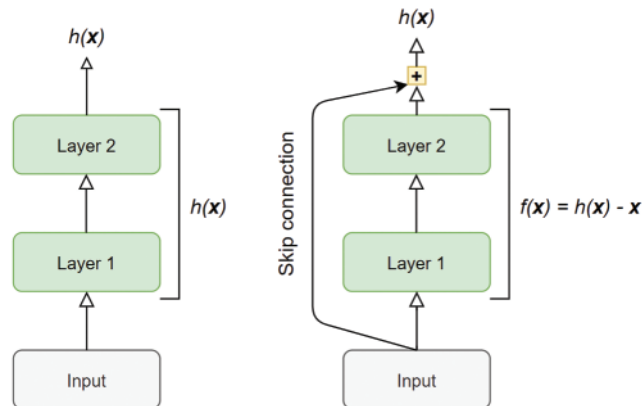 h(x)
Layer 2
h(x)
Layer 1
Input
h(x)
+
Layer 2
Skip connection
f(x) = h(x) - x
Layer 1
Input